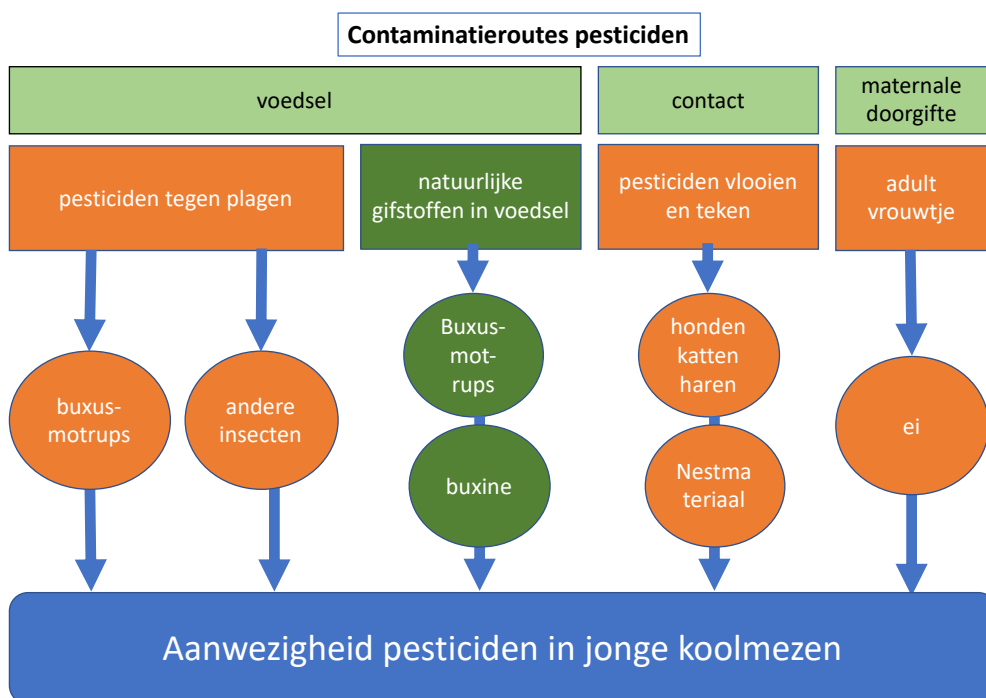 Contaminatieroutes pesticiden
voedsel
contact
maternale
doorgifte
pesticiden tegen plagen
natuurlijke
gifstoffen in voedsel
pesticiden vlooien
en teken
adult
vrouwtje
buxus-
motrups
andere
insecten
Buxus-
mot-
rups
buxine
honden
katten
haren
Nestma
teriaal
ei
Aanwezigheid pesticiden in jonge koolmezen